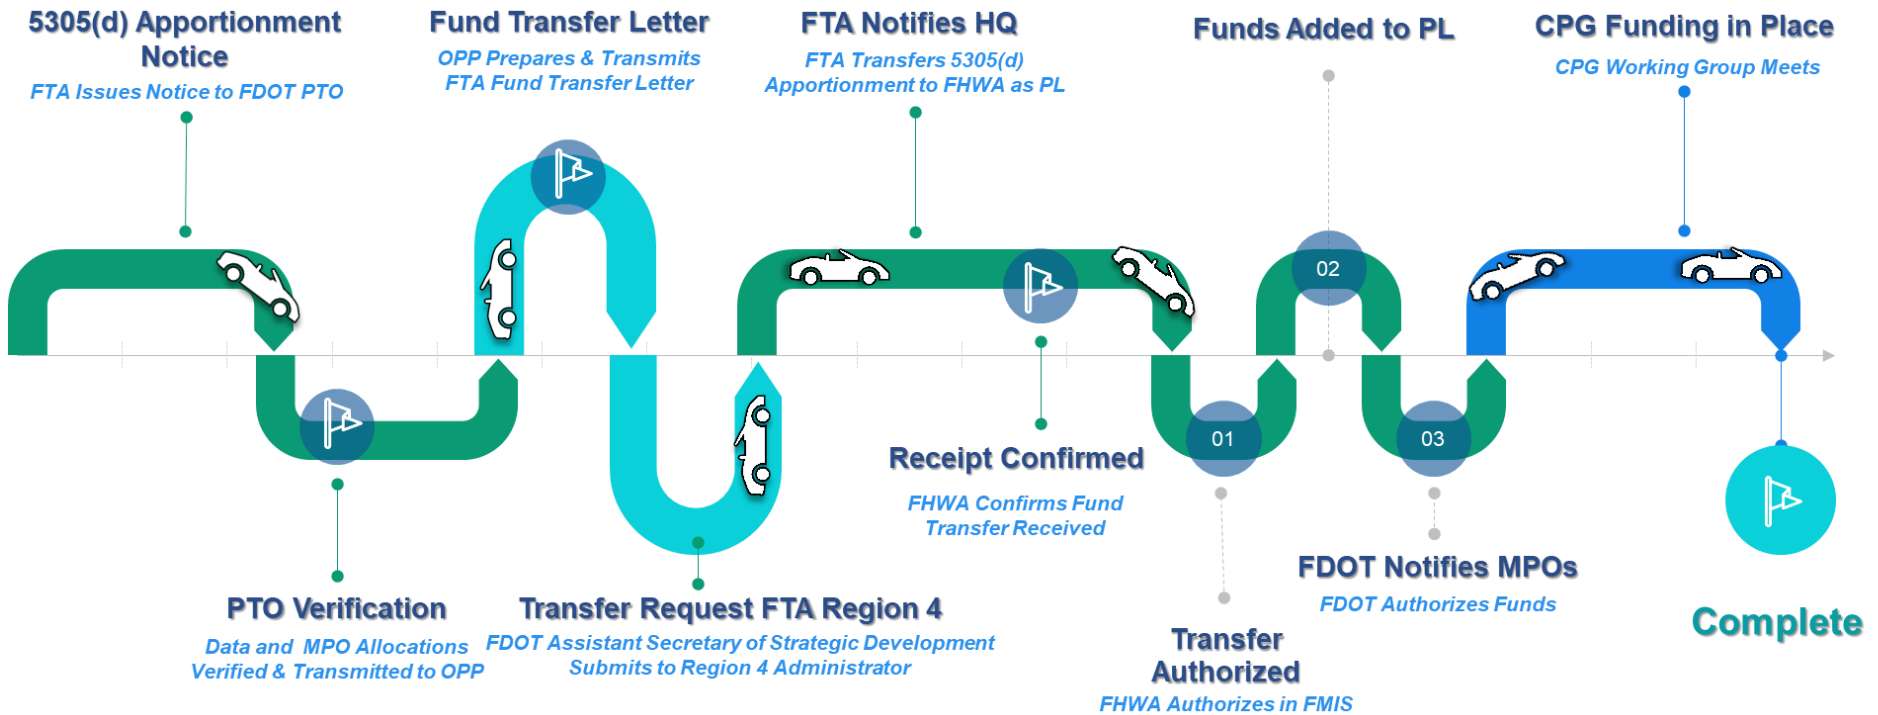 5305(d) Apportionment
Notice
FTA Issues Notice to FDOT PTO
Fund Transfer Letter
OPP Prepares & Transmits
FTA Fund Transfer Letter
FTA Notifies HQ
FTA Transfers 5305(d)
Apportionment to FHWA as PL
Funds Added to PL
CPG Funding in Place
CPG Working Group Meets
02
01
03
PTO Verification
Data and MPO Allocations
Verified & Transmitted to OPP
Transfer Request FTA Region 4
FDOT Assistant Secretary of Strategic Development
Submits to Region 4 Administrator
Receipt Confirmed
FHWA Confirms Fund
Transfer Received
Transfer
Authorized
FHWA Authorizes in FMIS
FDOT Notifies MPOs
FDOT Authorizes Funds
Complete